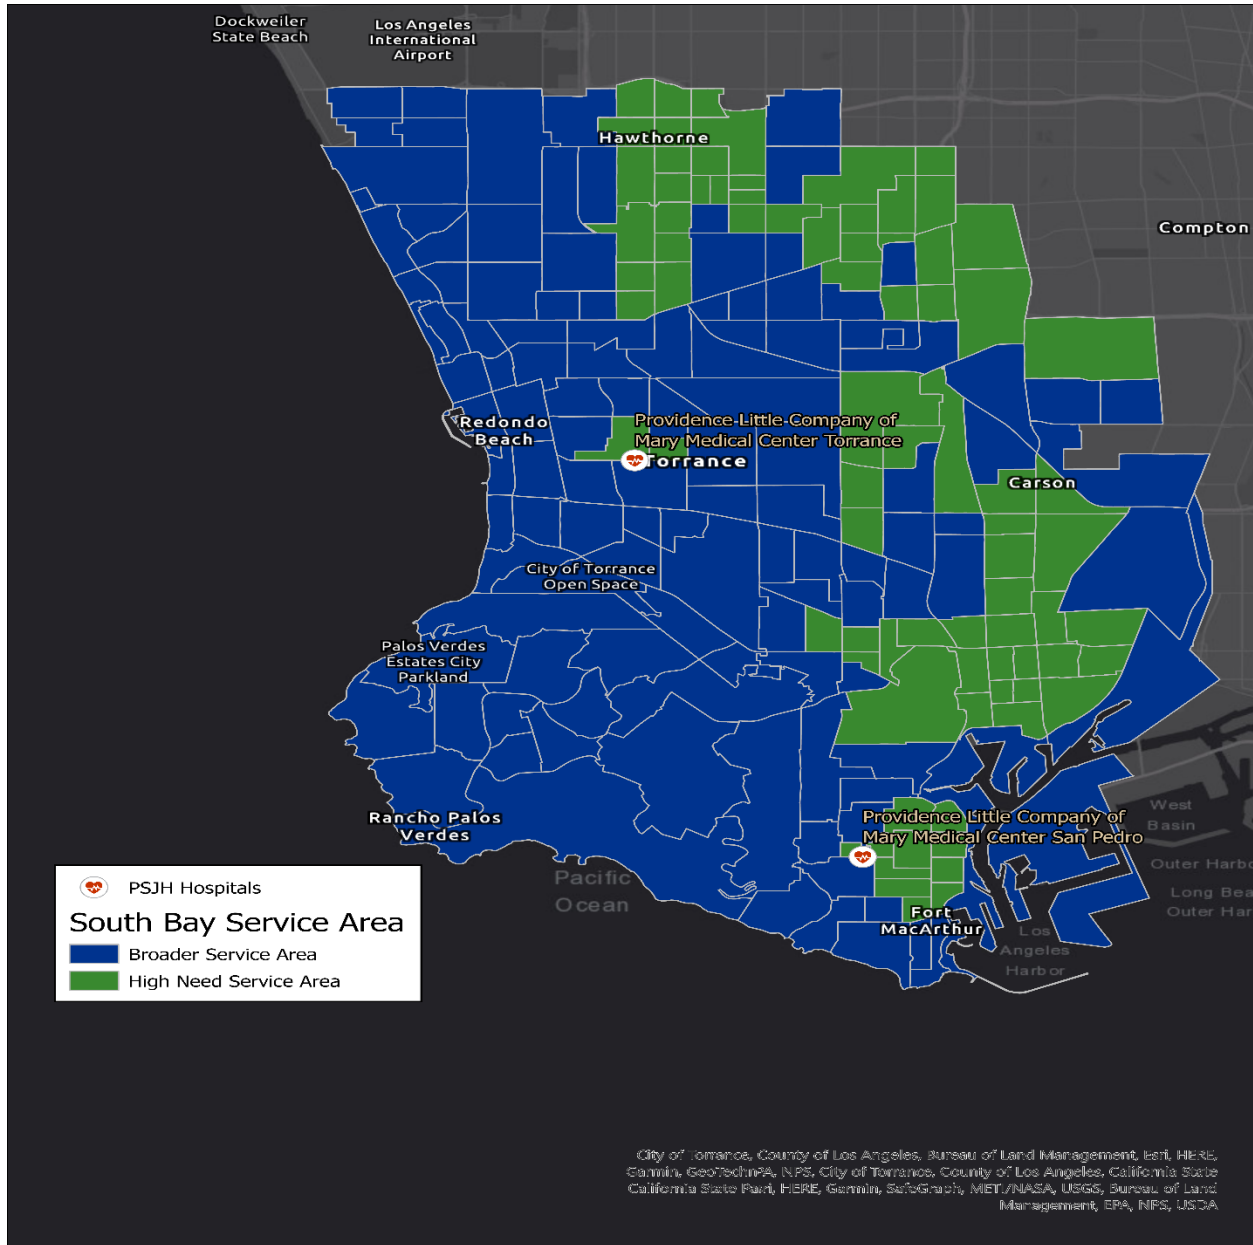 Dockweiler
State Beach
Los Angeles
International
Airport
Hawthorne
Compton
Redondo
Beach
Providence Little Company of
Mary Medical Center Torrance
Torrance
Carson
City of Torrance
Open Space
Palos Verdes
Estates City
Parkland
Rancho Palos
Verdes
Providence Little Company of
Mary Medical Center San Pedro
West
Basin
Outer Harbo
Long Bea
Outer Har
Pacific
Ocean
Fort
MacArthur
Los
Angeles
Harbor
PSJH Hospitals
South Bay Service Area
Broader Service Area
High Need Service Area
City of Torrance, County of Los Angeles, Bureau of Land Management, Esri, HERE,
Garmin, GeoTechnPA, NPS, City of Torrance, County of Los Angeles, California State
California State Parri, HERE, Garmin, SafeGraph, METI/NASA, USGS, Bureau of Land
Management, EPA, NPS, USDA